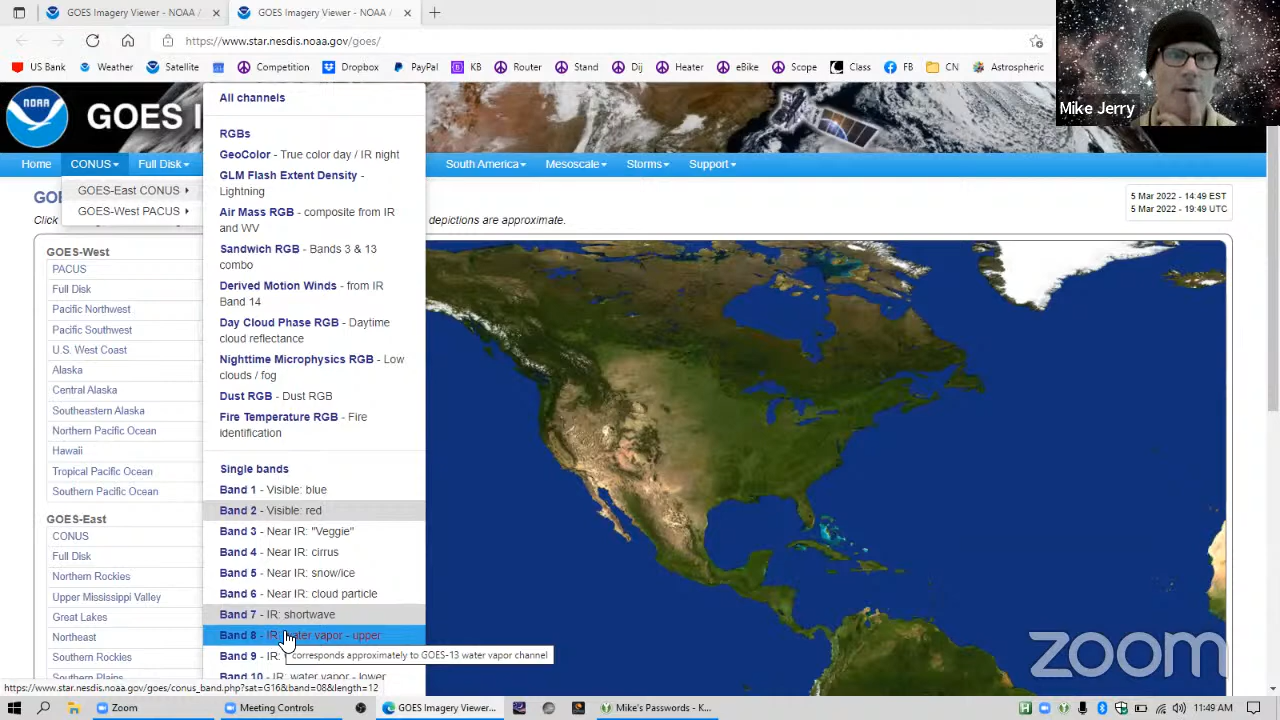 GOES Imagery Viewer - NOAA /
GOES Imagery Viewer - NOAA /
https://www.star.nesdis.noaa.gov/goes/
US Bank Weather Satellite Competition Dropbox PayPal KB Router Stand Dij Heater eBike Scope Class FB CN Astrospheric
Mike Jerry
NOAA
GOES I
Home CONUS Full Disk South America Mesoscale Storms Support
GOES-East CONUS
GOES-West PACUS
GOE
Click
depictions are approximate.
5 Mar 2022 - 14:49 EST
5 Mar 2022 - 19:49 UTC
GOES-West
PACUS
Full Disk
Pacific Northwest
Pacific Southwest
U.S. West Coast
Alaska
Central Alaska
Southeastern Alaska
Northern Pacific Ocean
Hawaii
Tropical Pacific Ocean
Southern Pacific Ocean
GOES-East
CONUS
Full Disk
Northern Rockies
Upper Mississippi Valley
Great Lakes
Northeast
Southern Rockies
Southern Plains
All channels
RGBs
GeoColor - True color day / IR night
GLM Flash Extent Density -
Lightning
Air Mass RGB - composite from IR
and WV
Sandwich RGB - Bands 3 & 13
combo
Derived Motion Winds - from IR
Band 14
Day Cloud Phase RGB - Daytime
cloud reflectance
Nighttime Microphysics RGB - Low
clouds / fog
Dust RGB - Dust RGB
Fire Temperature RGB - Fire
identification
Single bands
Band 1 - Visible: blue
Band 2 - Visible: red
Band 3 - Near IR: "Veggie"
Band 4 - Near IR: cirrus
Band 5 - Near IR: snow/ice
Band 6 - Near IR: cloud particle
Band 7 - IR: shortwave
Band 8 - IR: water vapor - upper
Band 9 - IR:
corresponds approximately to GOES-13 water vapor channel
Band 10 - IR: water vapor - lower
zoom
https://www.star.nesdis.noaa.gov/goes/conus_band.php?sat=G16&band=08&length=12
Zoom Meeting Controls GOES Imagery Viewer... Mike's Passwords - K... 11:49 AM